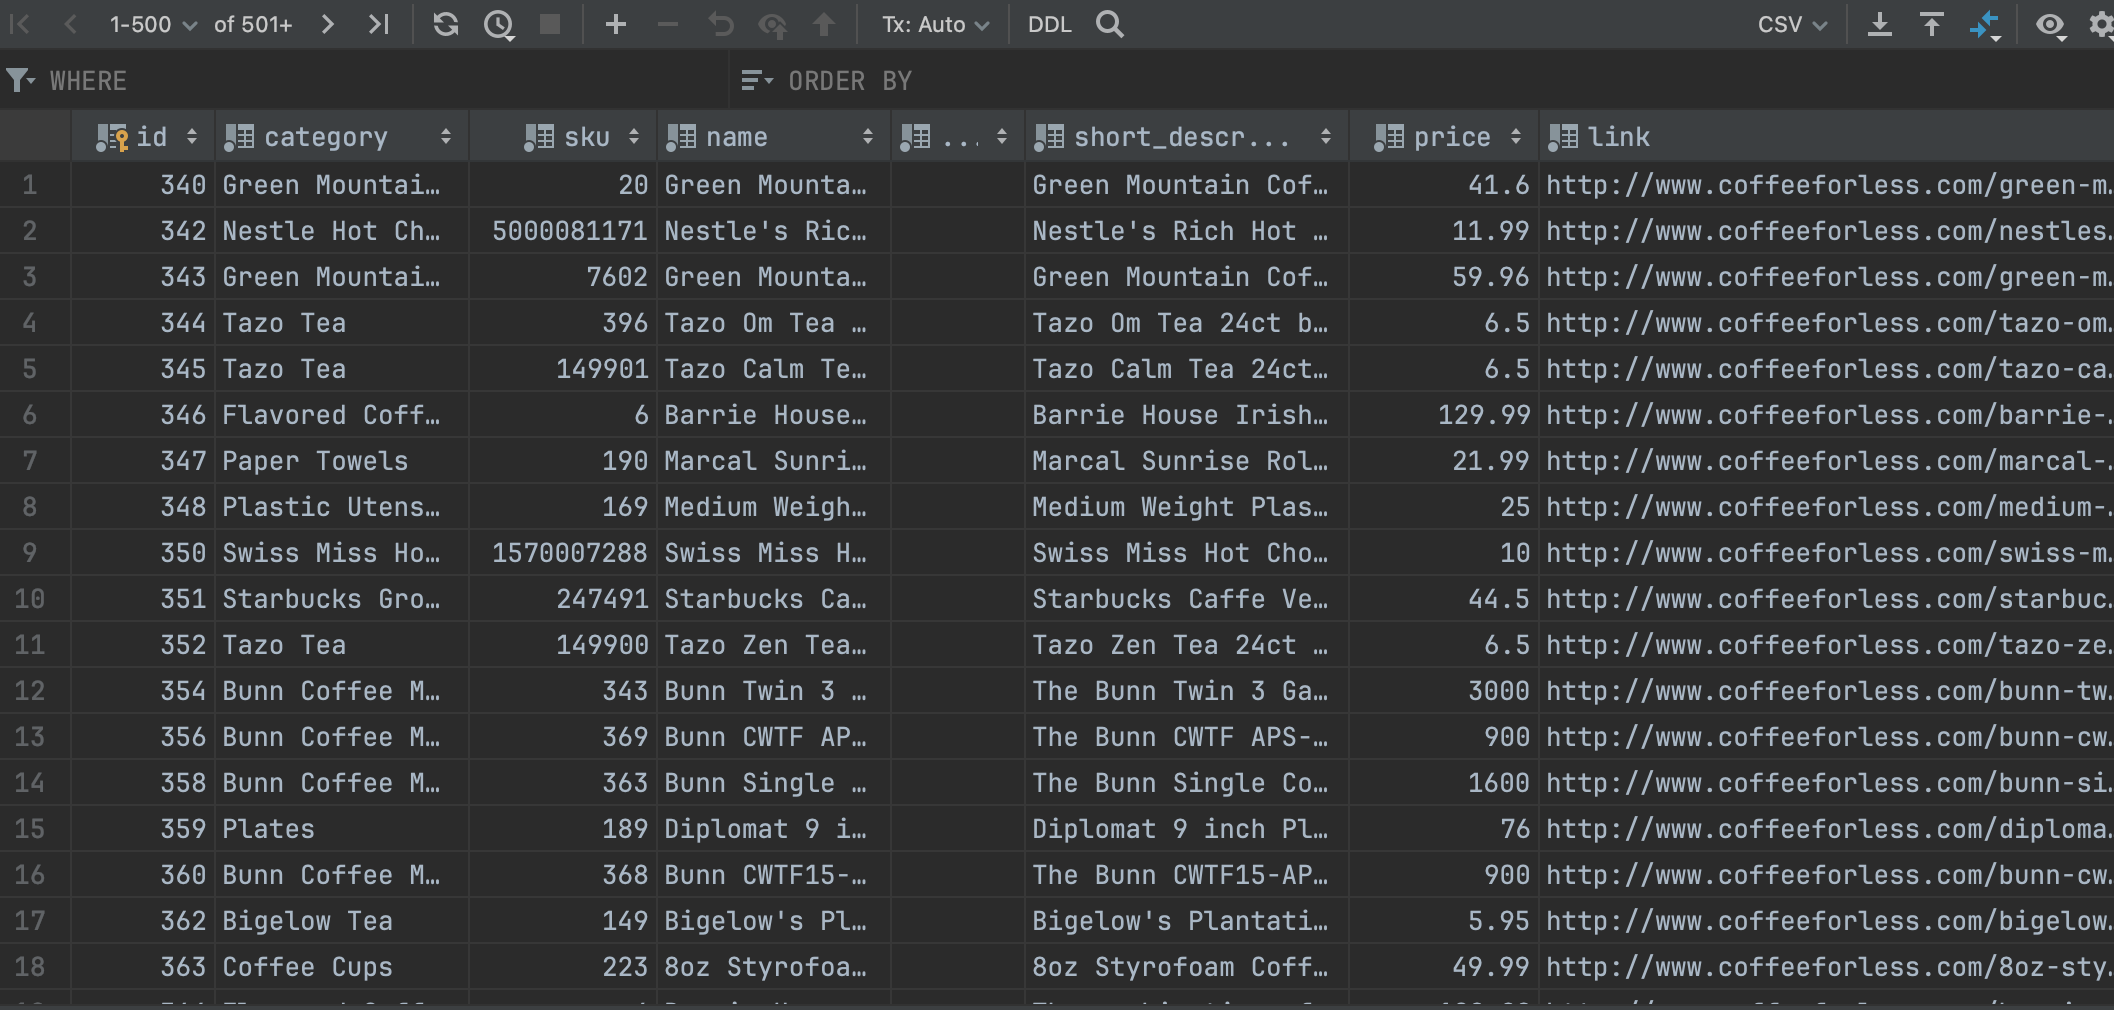 1-500 of 501+ Tx: Auto DDL CSV
WHERE ORDER BY
id category sku name ... short_descr... price link
1 340 Green Mountai… 20 Green Mounta… Green Mountain Cof… 41.6 http://www.coffeeforless.com/green-m…
2 342 Nestle Hot Ch… 5000081171 Nestle's Ric… Nestle's Rich Hot … 11.99 http://www.coffeeforless.com/nestles…
3 343 Green Mountai… 7602 Green Mounta… Green Mountain Cof… 59.96 http://www.coffeeforless.com/green-m…
4 344 Tazo Tea 396 Tazo Om Tea … Tazo Om Tea 24ct b… 6.5 http://www.coffeeforless.com/tazo-om…
5 345 Tazo Tea 149901 Tazo Calm Te… Tazo Calm Tea 24ct… 6.5 http://www.coffeeforless.com/tazo-ca…
6 346 Flavored Coff… 6 Barrie House… Barrie House Irish… 129.99 http://www.coffeeforless.com/barrie-…
7 347 Paper Towels 190 Marcal Sunri… Marcal Sunrise Rol… 21.99 http://www.coffeeforless.com/marcal-…
8 348 Plastic Utens… 169 Medium Weigh… Medium Weight Plas… 25 http://www.coffeeforless.com/medium-…
9 350 Swiss Miss Ho… 1570007288 Swiss Miss H… Swiss Miss Hot Cho… 10 http://www.coffeeforless.com/swiss-m…
10 351 Starbucks Gro… 247491 Starbucks Ca… Starbucks Caffe Ve… 44.5 http://www.coffeeforless.com/starbuc…
11 352 Tazo Tea 149900 Tazo Zen Tea… Tazo Zen Tea 24ct … 6.5 http://www.coffeeforless.com/tazo-ze…
12 354 Bunn Coffee M… 343 Bunn Twin 3 … The Bunn Twin 3 Ga… 3000 http://www.coffeeforless.com/bunn-tw…
13 356 Bunn Coffee M… 369 Bunn CWTF AP… The Bunn CWTF APS-… 900 http://www.coffeeforless.com/bunn-cw…
14 358 Bunn Coffee M… 363 Bunn Single … The Bunn Single Co… 1600 http://www.coffeeforless.com/bunn-si…
15 359 Plates 189 Diplomat 9 i… Diplomat 9 inch Pl… 76 http://www.coffeeforless.com/diploma…
16 360 Bunn Coffee M… 368 Bunn CWTF15-… The Bunn CWTF15-AP… 900 http://www.coffeeforless.com/bunn-cw…
17 362 Bigelow Tea 149 Bigelow's Pl… Bigelow's Plantati… 5.95 http://www.coffeeforless.com/bigelow…
18 363 Coffee Cups 223 8oz Styrofoa… 8oz Styrofoam Coff… 49.99 http://www.coffeeforless.com/8oz-sty…